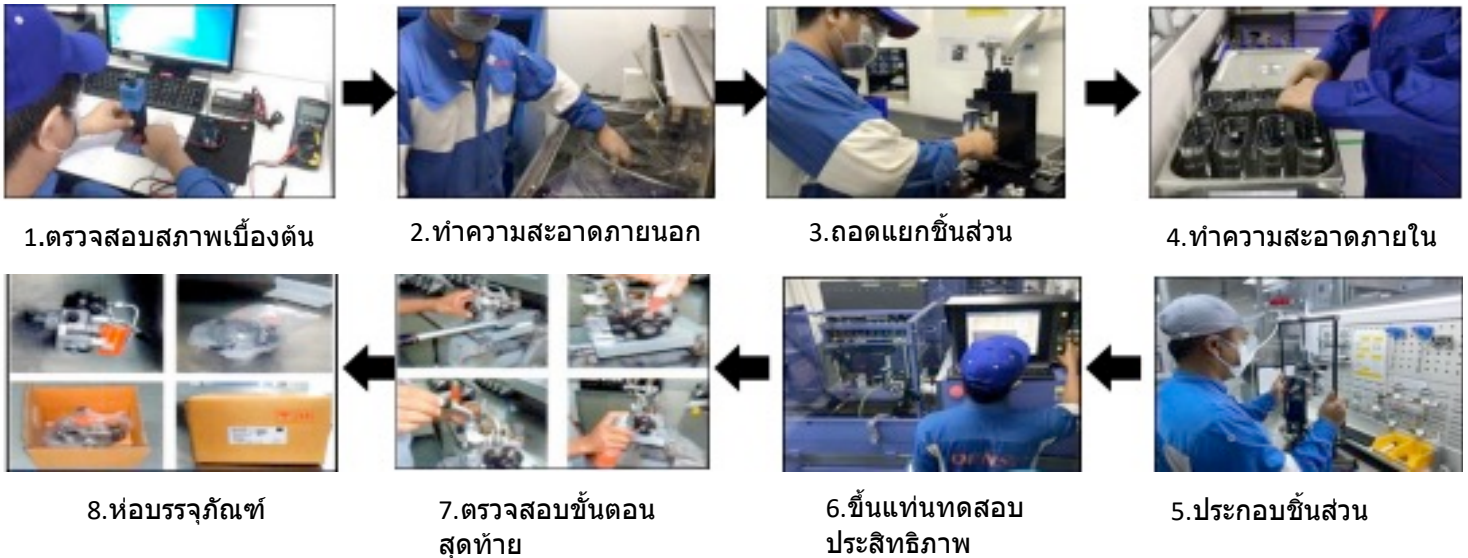 1.ตรวจสอบสภาพเบื้องต้น
2.ทำความสะอาดภายนอก
3.ถอดแยกชิ้นส่วน
4.ทำความสะอาดภายใน
8.ห่อบรรจุภัณฑ์
7.ตรวจสอบขั้นตอน
สุดท้าย
6.ขึ้นแท่นทดสอบ
ประสิทธิภาพ
5.ประกอบชิ้นส่วน